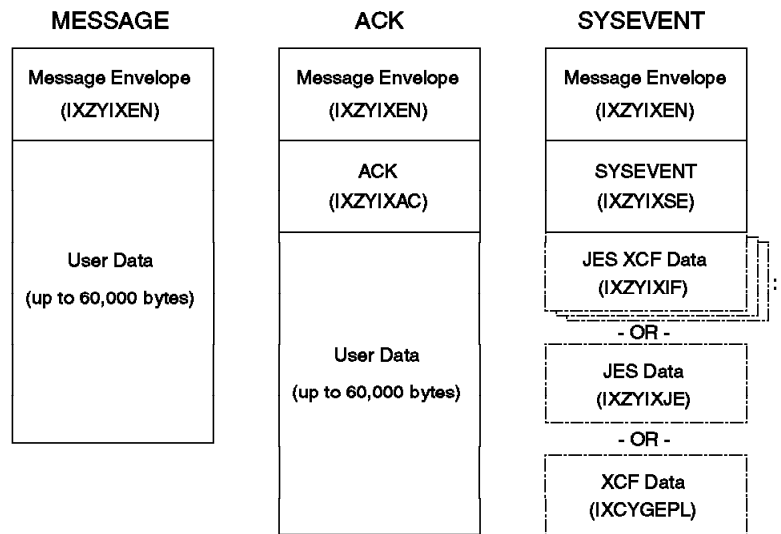 MESSAGE
Message Envelope
(IXZYIXEN)
User Data
(up to 60,000 bytes)
ACK
Message Envelope
(IXZYIXEN)
ACK
(IXZYIXAC)
User Data
(up to 60,000 bytes)
SYSEVENT
Message Envelope
(IXZYIXEN)
SYSEVENT
(IXZYIXSE)
JES XCF Data
(IXZYIXIF)
:
- OR -
JES Data
(IXZYIXJE)
- OR -
XCF Data
(IXCYGEPL)